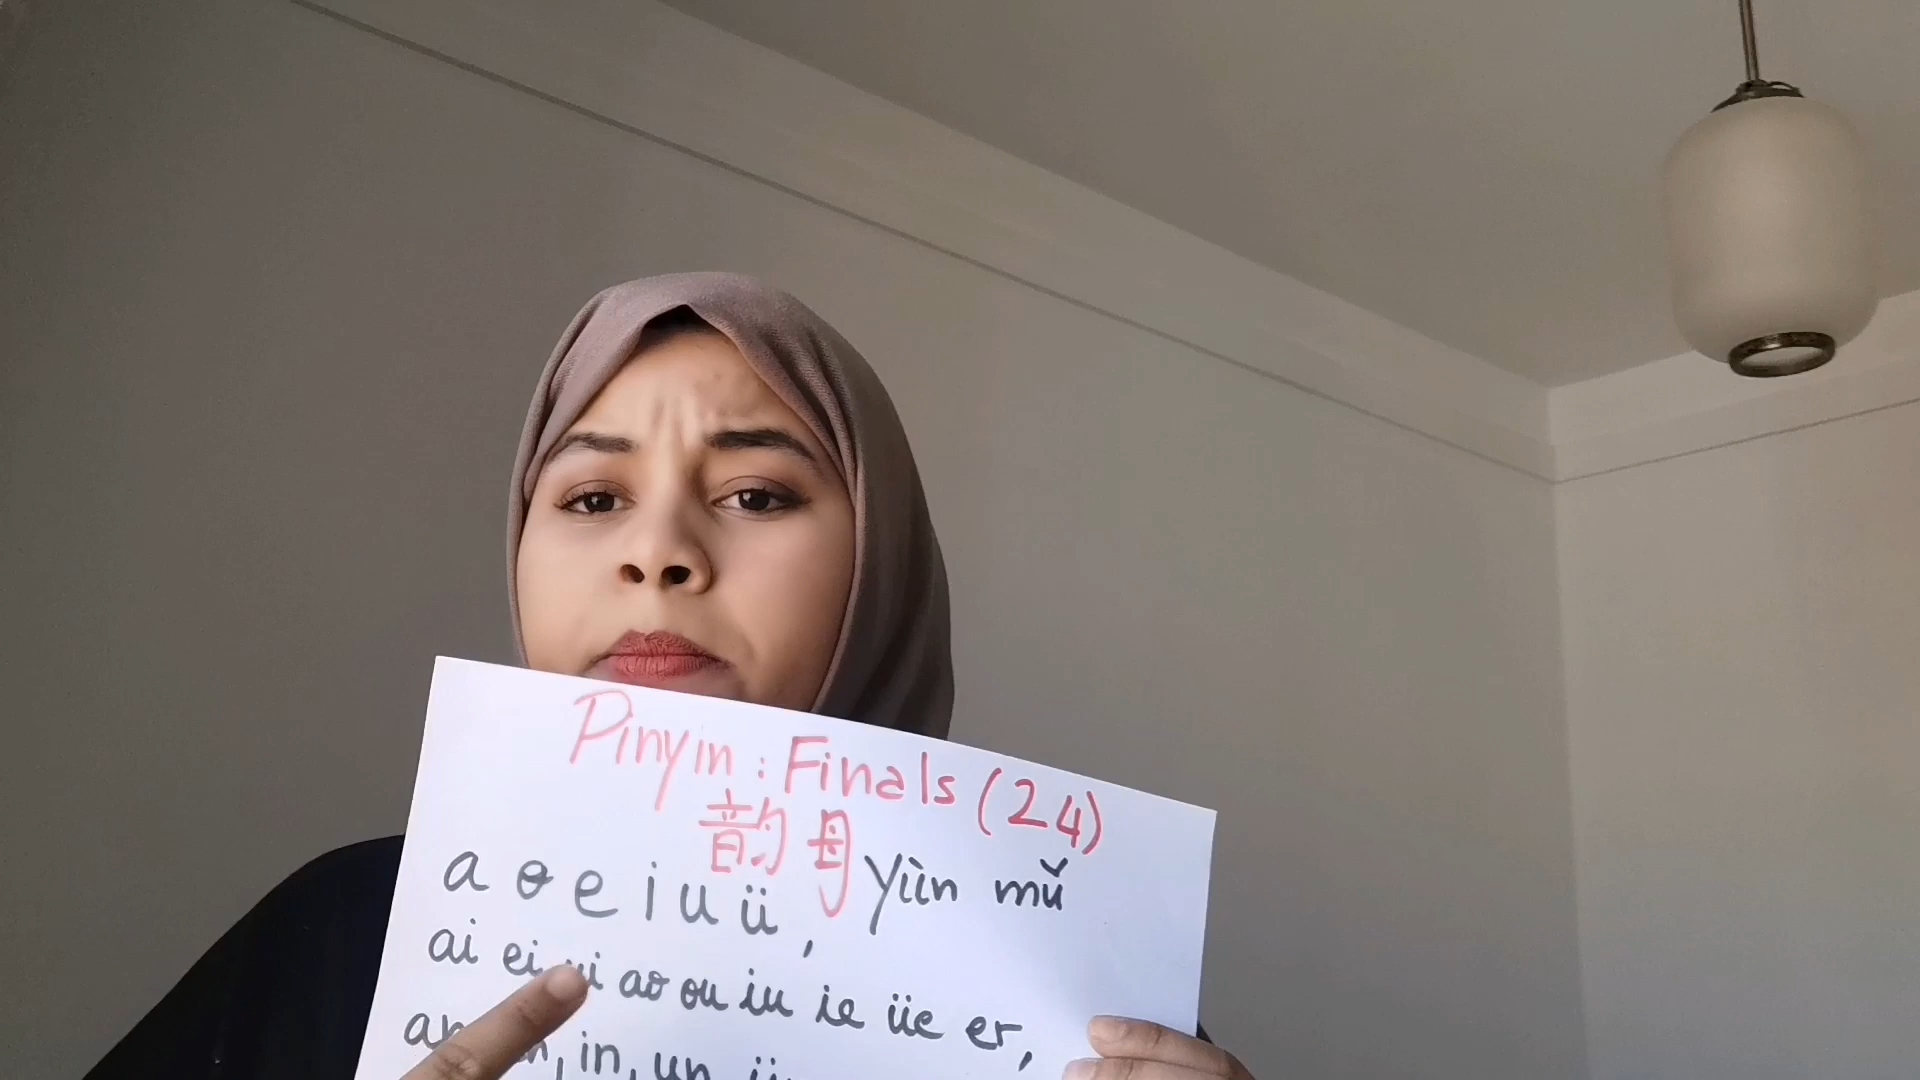 Pinyin: Finals (24)
韵母 Yùn mǔ
a o e i u ü,
ai ei ui ao ou iu ie üe er,
in, un,